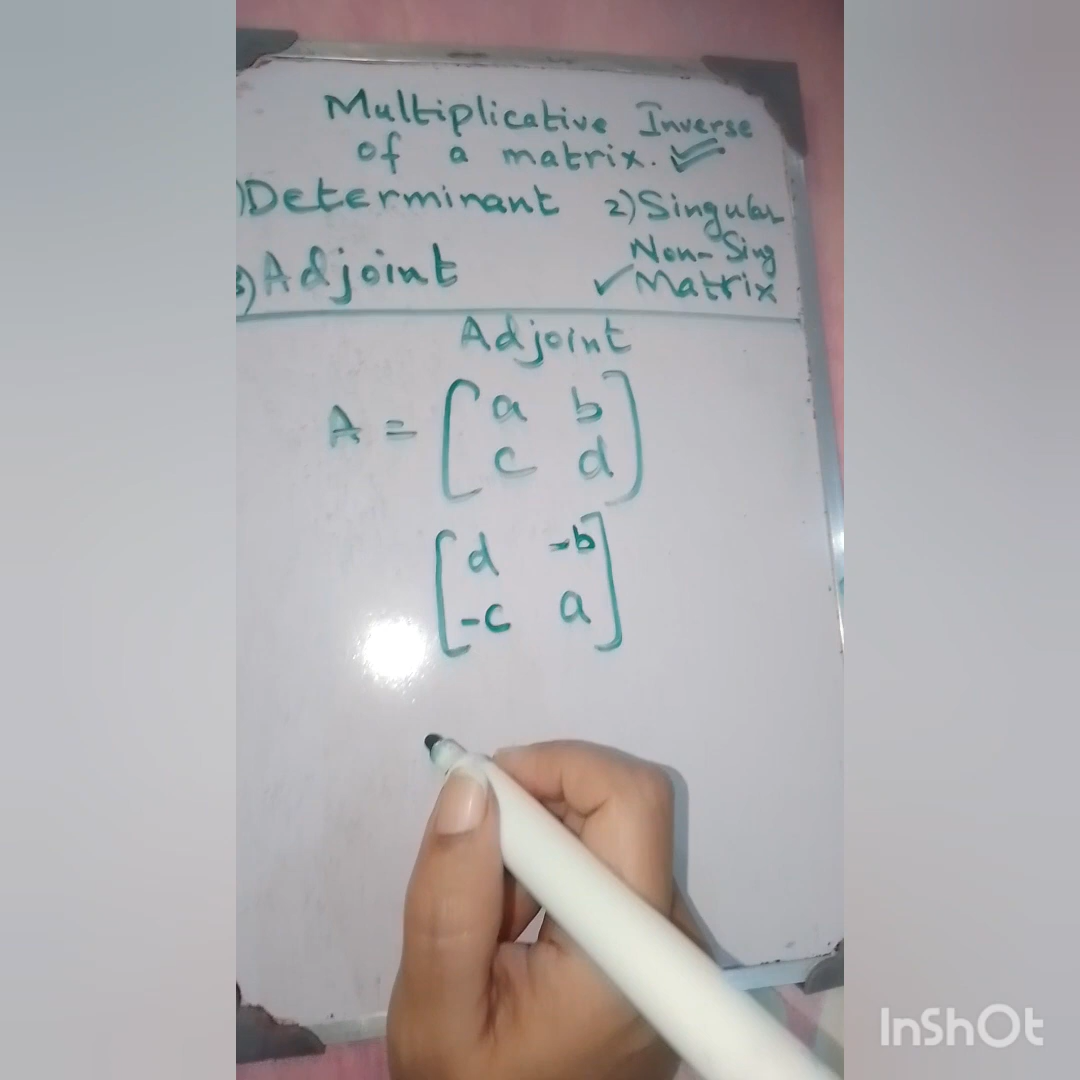 Multiplicative Inverse
of a matrix.
)Determinant 2)Singular
Non-Sing
3)Adjoint ✓Matrix
Adjoint
A = [a b
c d]
[d -b
-c a]
InShOt